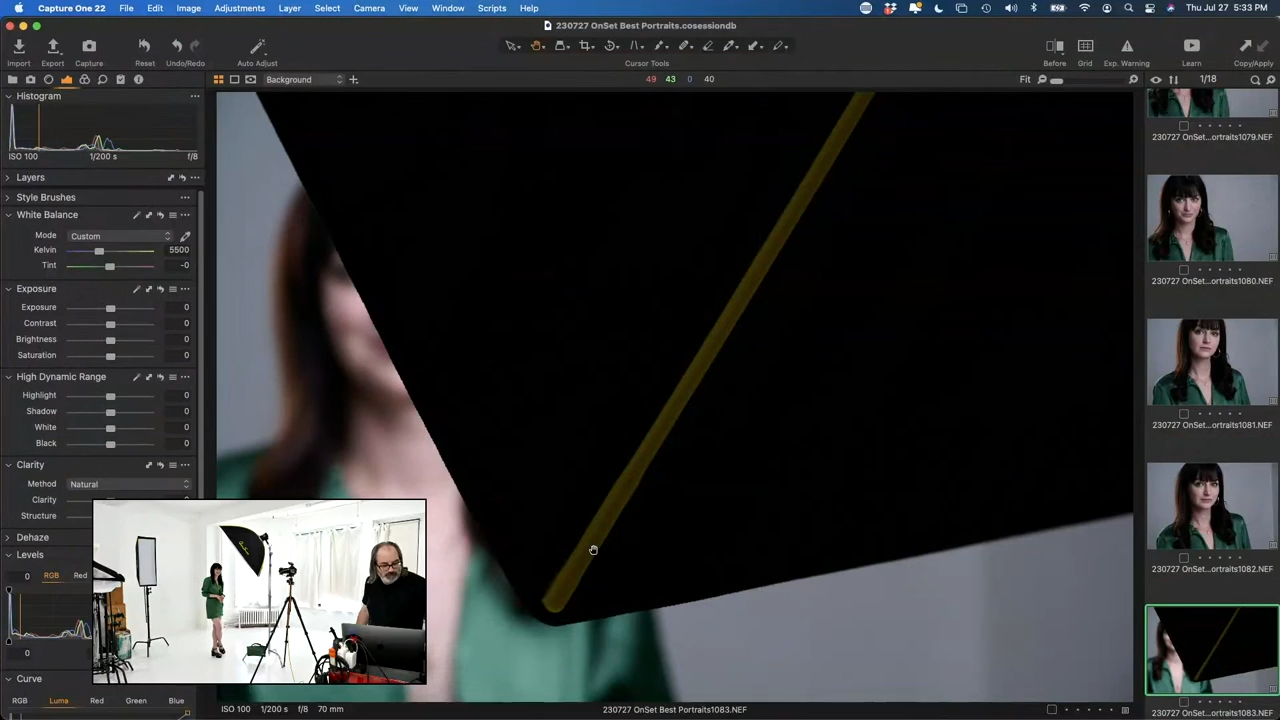 Capture One 22 File Edit View Image Adjustments Layer Select Camera View Window Scripts Help Thu Jul 27 5:33 PM
230727 OnSet Best Portraits.cosessiondb
Import Export Capture Reset Undo/Redo Auto Adjust Cursor Tools Before Grid Exp. Warning Learn Copy/Apply
Background 49 43 0 40 Fit 1/18
Histogram
ISO 100 1/200 s f/8
Layers
Style Brushes
White Balance
Mode Custom
Kelvin 5500
Tint -0
Exposure
Exposure 0
Contrast 0
Brightness 0
Saturation 0
High Dynamic Range
Highlight 0
Shadow 0
White 0
Black 0
Clarity
Method Natural
Clarity
Structure
Dehaze
Levels
0 RGB Red
0
Curve
RGB Luma Red Green Blue
ISO 100 1/200 s f/8 70 mm
230727 OnSet Best Portraits1083.NEF
230727 OnSet...ortraits1079.NEF
230727 OnSet...ortraits1080.NEF
230727 OnSet...ortraits1081.NEF
230727 OnSet...ortraits1082.NEF
230727 OnSet...ortraits1083.NEF